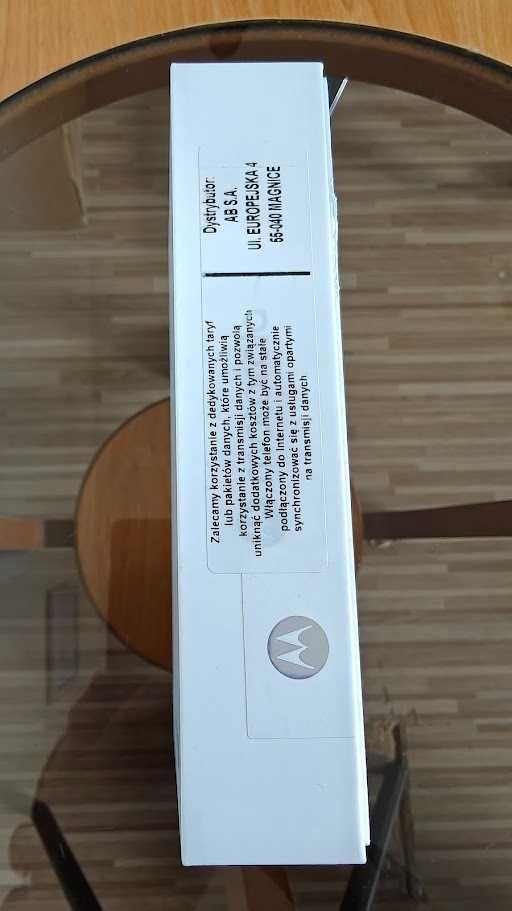 Zalecamy korzystanie z dedykowanych taryf
lub pakietów danych, które umożliwią
korzystanie z transmisji danych i pozwolą
uniknąć dodatkowych kosztów z tym związanych
Włączony telefon może być na stałe
podłączony do Internetu i automatycznie
synchronizować się z usługami opartymi
na transmisji danych
Dystrybutor:
AB S.A.
Ul. EUROPEJSKA 4
55-040 MAGNICE